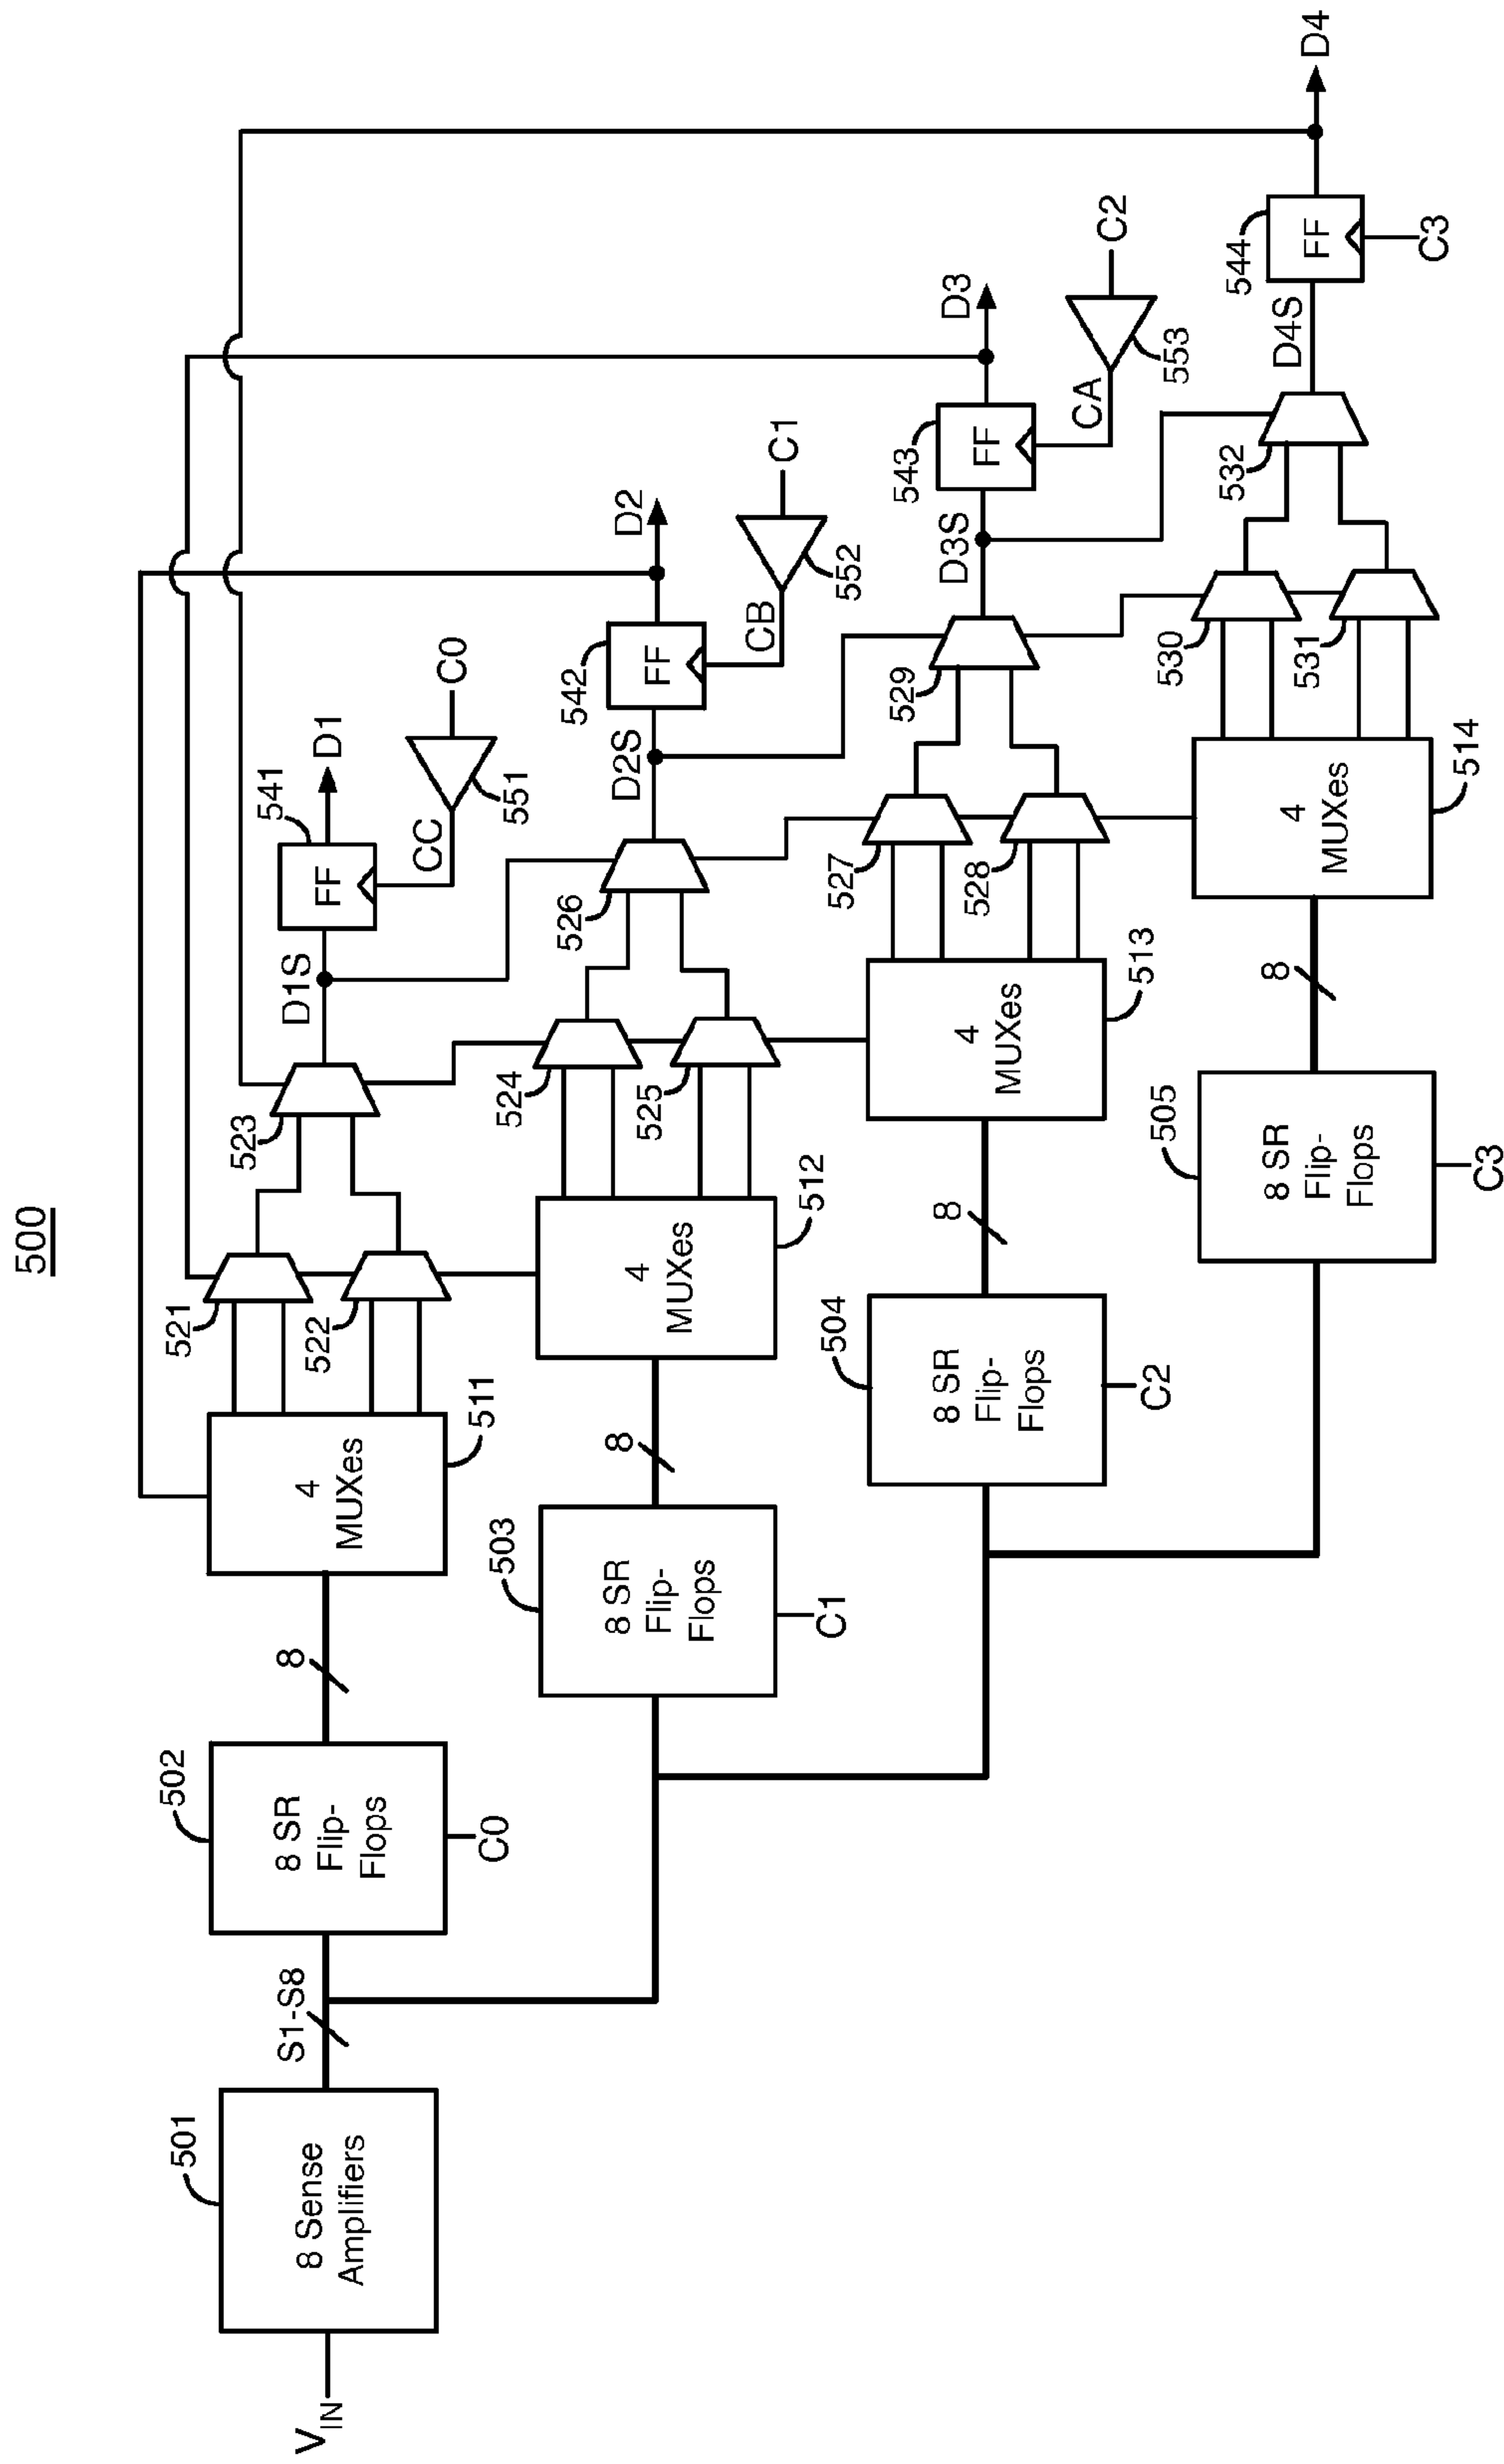 500
V_IN
501
8 Sense
Amplifiers
S1-S8
502
8 SR
Flip-
Flops
C0
8
511
4
MUXes
521
522
523
D1S
541
FF
D1
CC
551
C0
503
8 SR
Flip-
Flops
C1
8
512
4
MUXes
524
525
526
D2S
542
FF
D2
CB
552
C1
504
8 SR
Flip-
Flops
C2
8
513
4
MUXes
527
528
529
D3S
543
FF
D3
CA
553
C2
505
8 SR
Flip-
Flops
C3
8
514
4
MUXes
530
531
532
D4S
544
FF
C3
D4